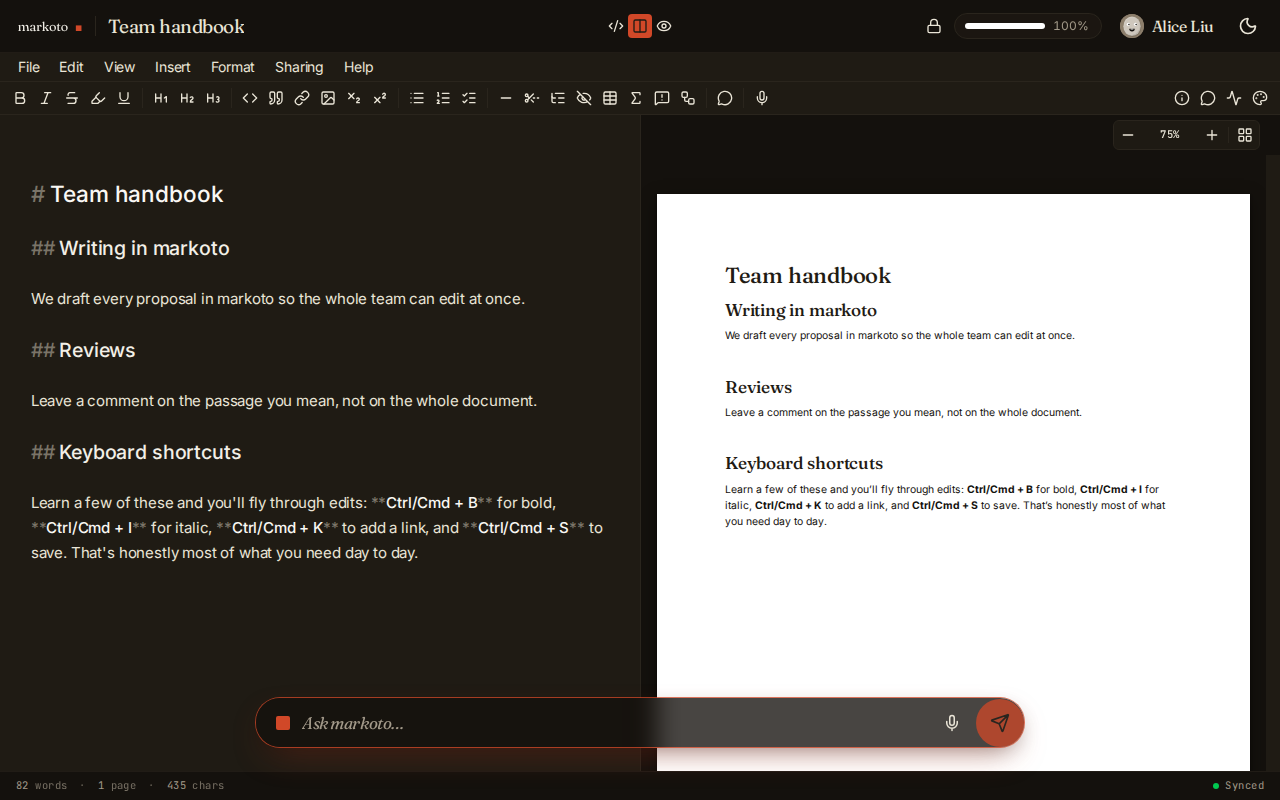 markoto
Team handbook
100%
Alice Liu
File Edit View Insert Format Sharing Help
H1 H2 H3
75%
# Team handbook
## Writing in markoto
We draft every proposal in markoto so the whole team can edit at once.
## Reviews
Leave a comment on the passage you mean, not on the whole document.
## Keyboard shortcuts
Learn a few of these and you'll fly through edits: **Ctrl/Cmd + B** for bold,
**Ctrl/Cmd + I** for italic, **Ctrl/Cmd + K** to add a link, and **Ctrl/Cmd + S** to
save. That's honestly most of what you need day to day.
Team handbook
Writing in markoto
We draft every proposal in markoto so the whole team can edit at once.
Reviews
Leave a comment on the passage you mean, not on the whole document.
Keyboard shortcuts
Learn a few of these and you'll fly through edits: Ctrl/Cmd + B for bold, Ctrl/Cmd + I for
italic, Ctrl/Cmd + K to add a link, and Ctrl/Cmd + S to save. That's honestly most of what
you need day to day.
Ask markoto...
82 words · 1 page · 435 chars
Synced